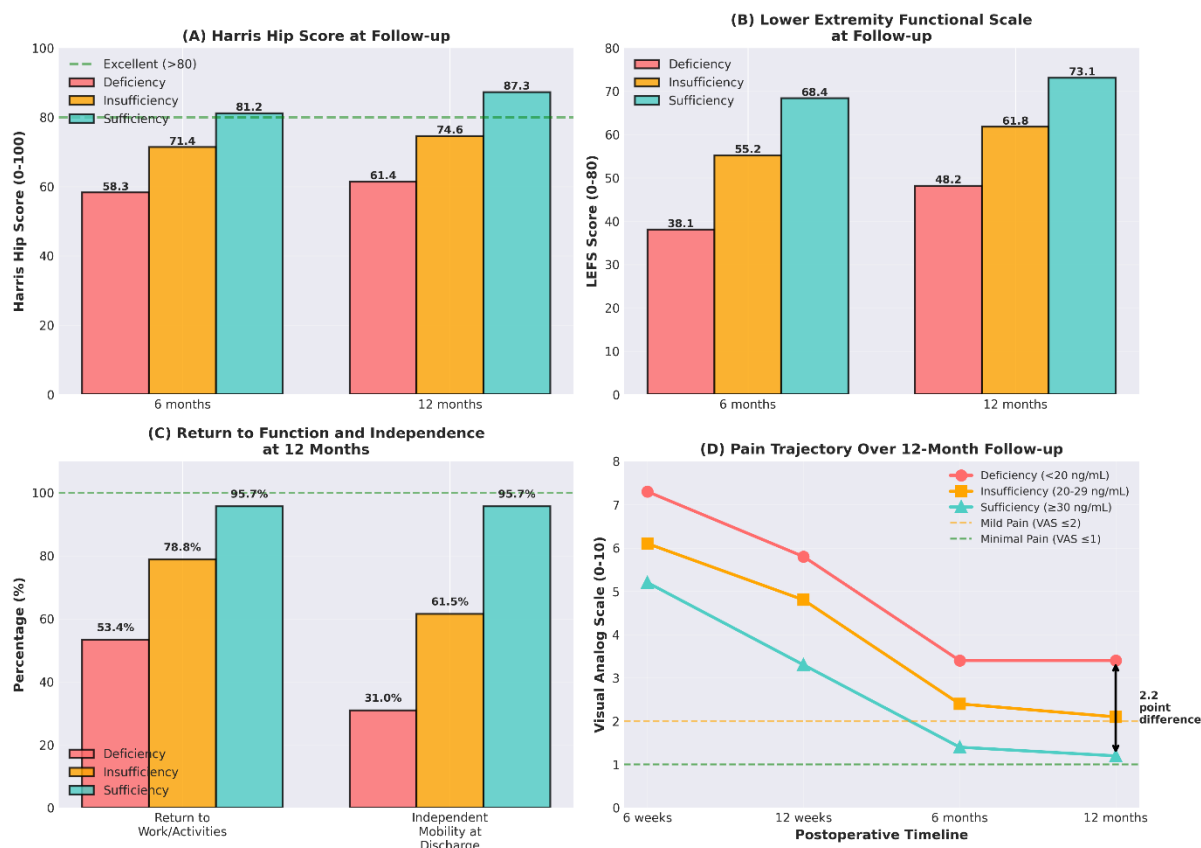 (A) Harris Hip Score at Follow-up
Harris Hip Score (0-100)
100
80
60
40
20
0
Excellent (>80)
Deficiency
Insufficiency
Sufficiency
58.3
71.4
81.2
61.4
74.6
87.3
6 months
12 months
(B) Lower Extremity Functional Scale
at Follow-up
LEFS Score (0-80)
80
70
60
50
40
30
20
10
0
Deficiency
Insufficiency
Sufficiency
38.1
55.2
68.4
48.2
61.8
73.1
6 months
12 months
(C) Return to Function and Independence
at 12 Months
Percentage (%)
100
80
60
40
20
0
53.4%
78.8%
95.7%
31.0%
61.5%
95.7%
Deficiency
Insufficiency
Sufficiency
Return to
Work/Activities
Independent
Mobility at
Discharge
(D) Pain Trajectory Over 12-Month Follow-up
Visual Analog Scale (0-10)
8
7
6
5
4
3
2
1
0
Deficiency (<20 ng/mL)
Insufficiency (20-29 ng/mL)
Sufficiency (≥30 ng/mL)
Mild Pain (VAS ≤2)
Minimal Pain (VAS ≤1)
2.2
point
difference
6 weeks
12 weeks
6 months
12 months
Postoperative Timeline